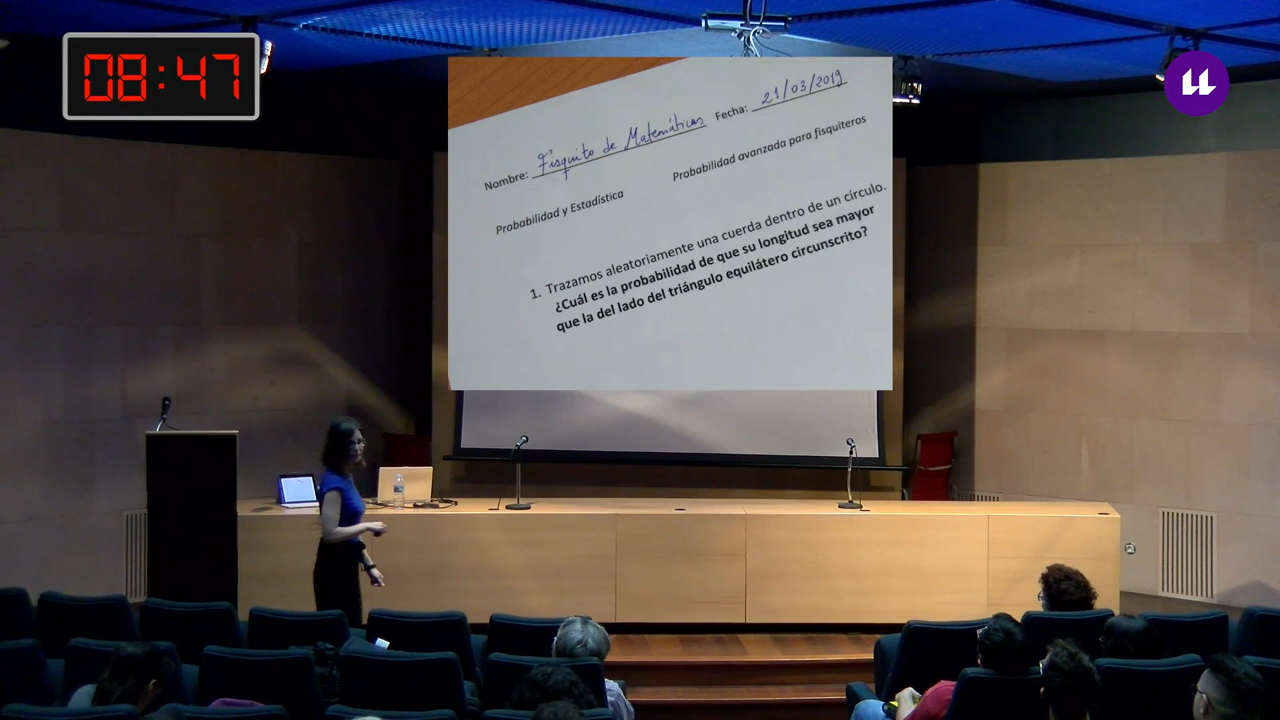 08:47
Nombre: Fisquito de Matemáticas Fecha: 21/03/2019
Probabilidad y Estadística Probabilidad avanzada para fisquiteros
1. Trazamos aleatoriamente una cuerda dentro de un círculo.
¿Cuál es la probabilidad de que su longitud sea mayor
que la del lado del triángulo equilátero circunscrito?